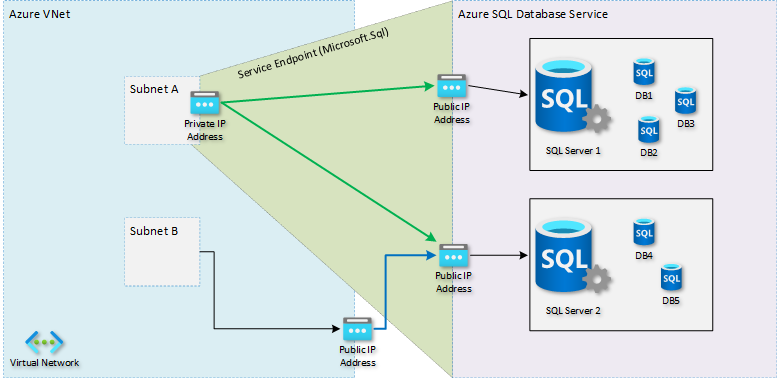 Azure VNet
Azure SQL Database Service
Service Endpoint (Microsoft.Sql)
Subnet A
Private IP
Address
Public IP
Address
SQL
SQL Server 1
SQL
DB1
SQL
DB3
SQL
DB2
Subnet B
Public IP
Address
SQL
SQL Server 2
SQL
DB4
SQL
DB5
Public IP
Address
Virtual Network